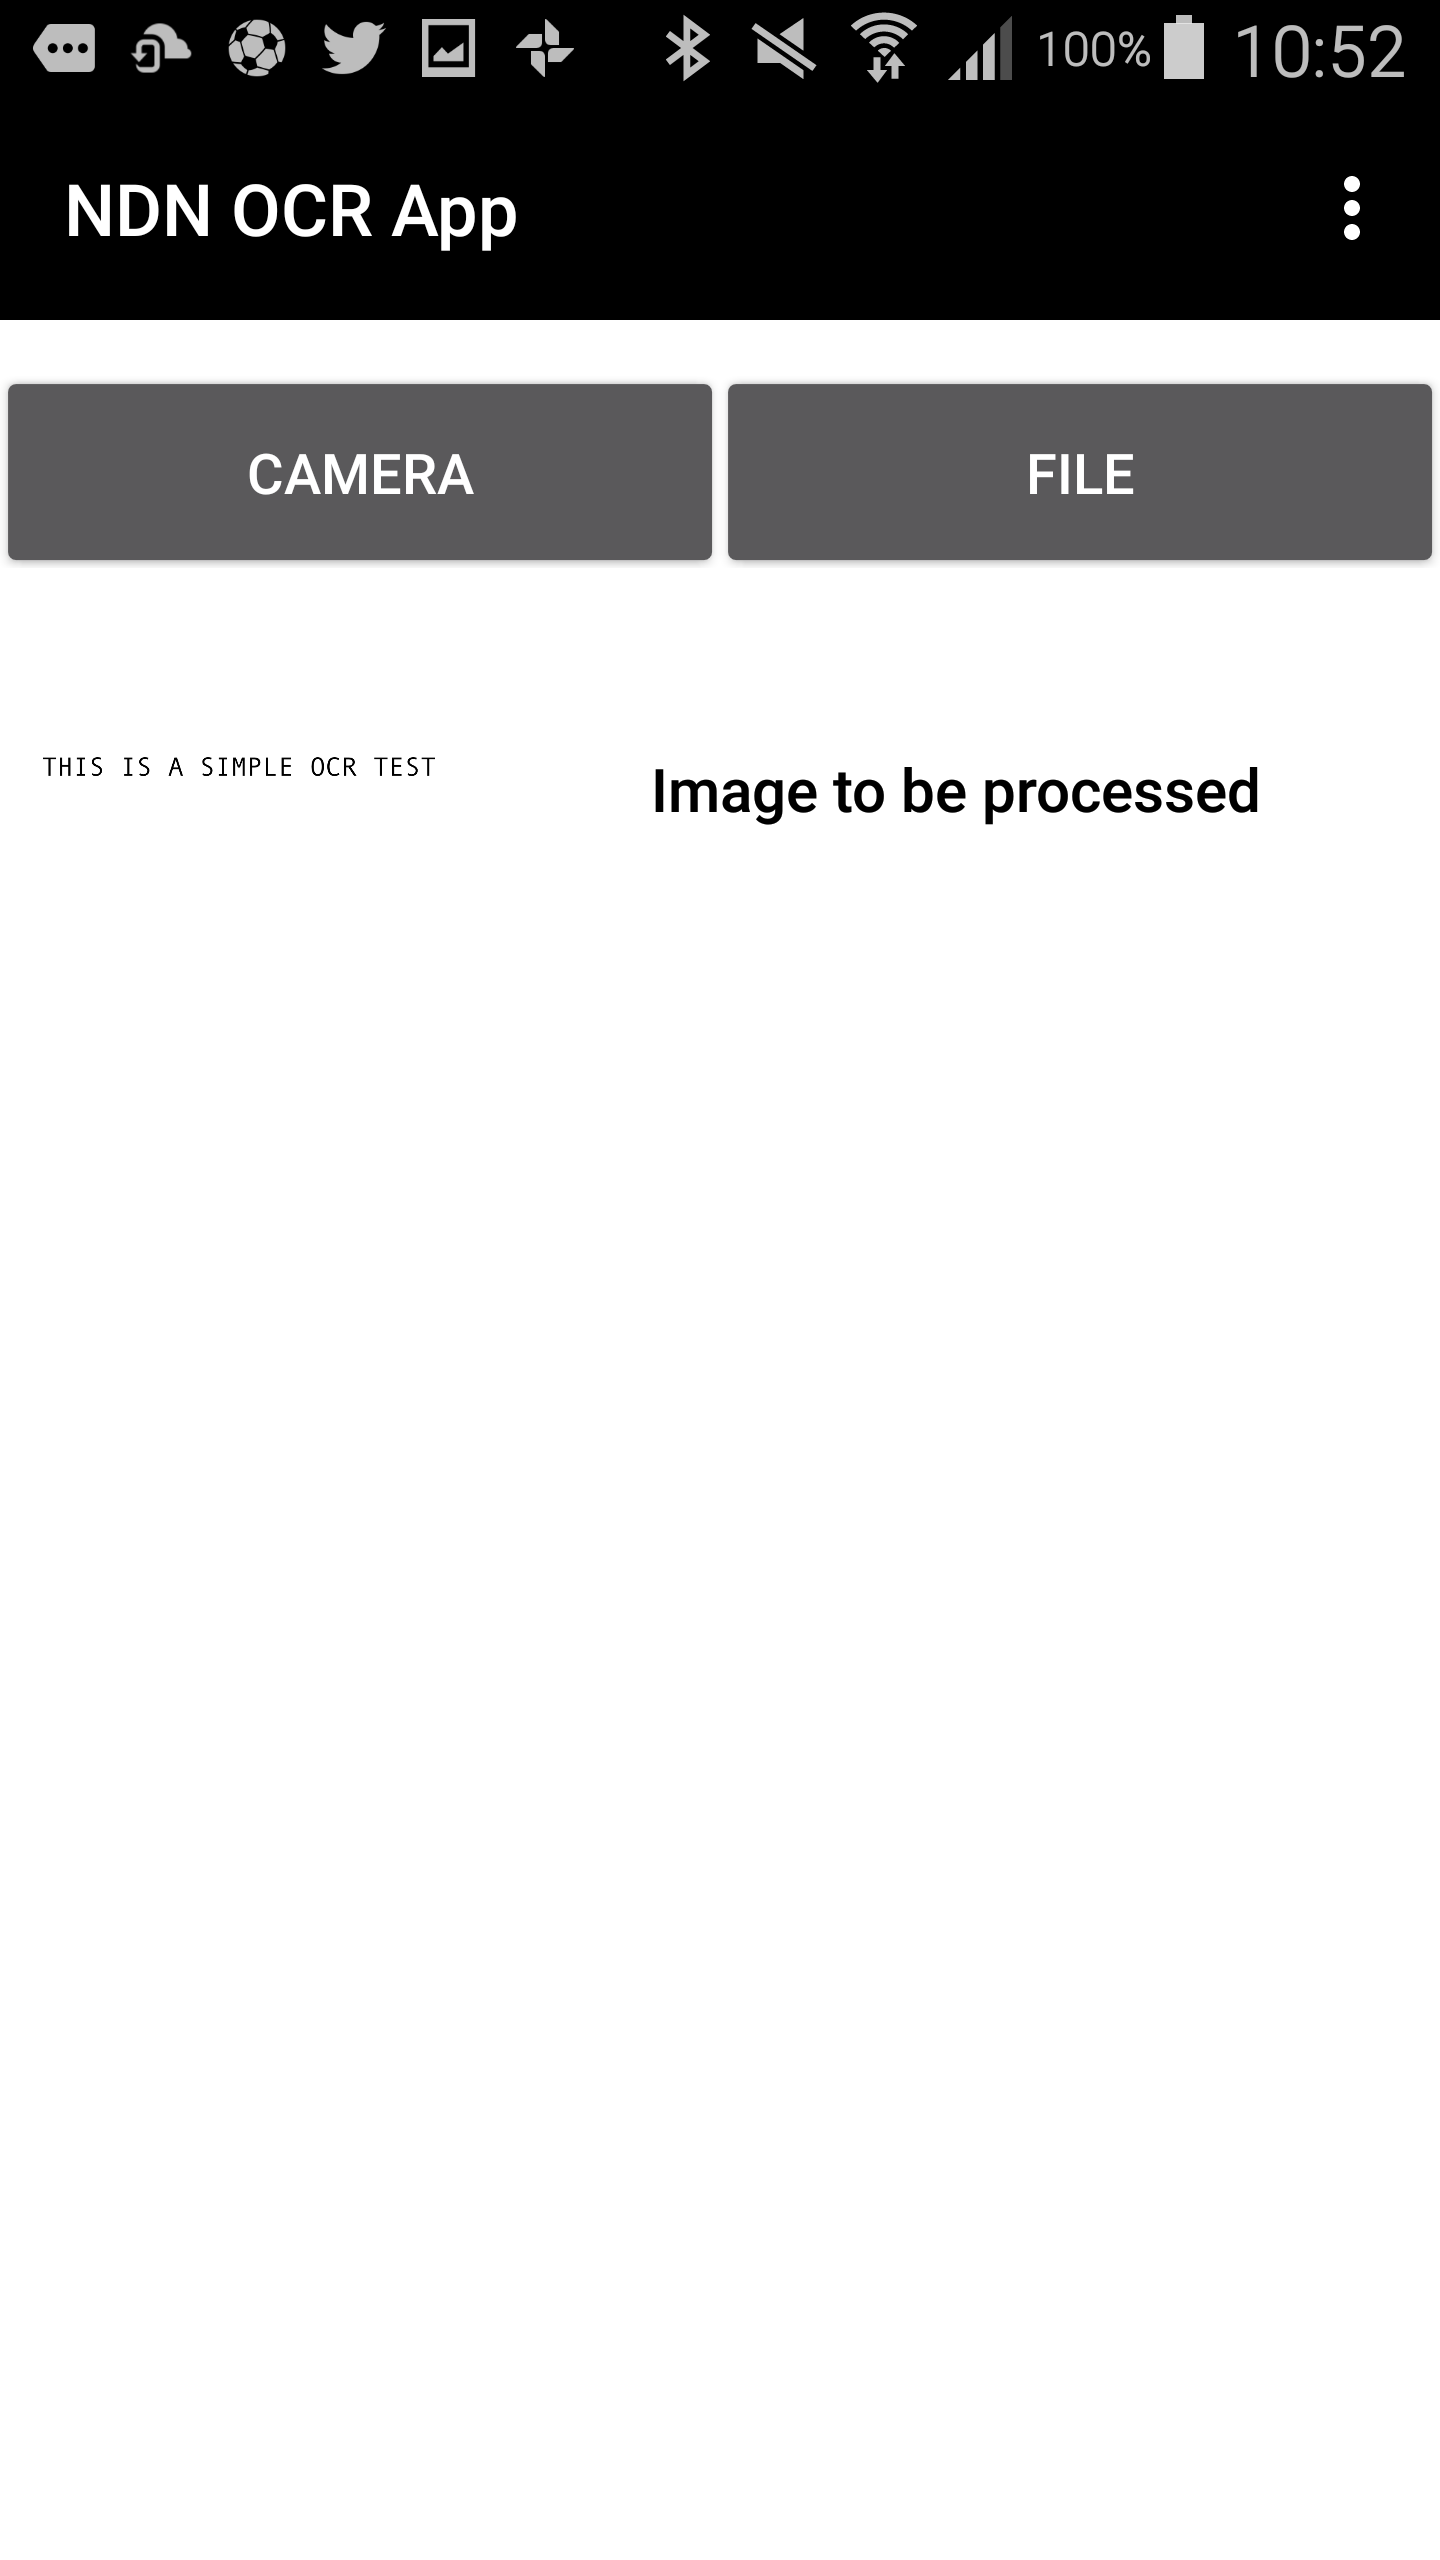 100% 10:52
NDN OCR App
CAMERA FILE
THIS IS A SIMPLE OCR TEST
Image to be processed